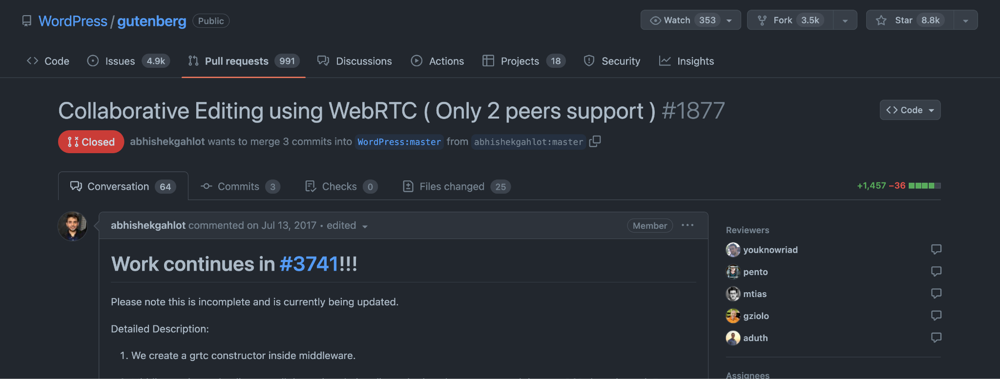 WordPress / gutenberg Public Watch 353 Fork 3.5k Star 8.8k
Code Issues 4.9k Pull requests 991 Discussions Actions Projects 18 Security Insights
Collaborative Editing using WebRTC ( Only 2 peers support ) #1877 Code
Closed abhishekgahlot wants to merge 3 commits into WordPress:master from abhishekgahlot:master
Conversation 64 Commits 3 Checks 0 Files changed 25 +1,457 −36
abhishekgahlot commented on Jul 13, 2017 • edited Member
Work continues in #3741!!!
Please note this is incomplete and is currently being updated.
Detailed Description:
1. We create a grtc constructor inside middleware.
Reviewers
youknowriad
pento
mtias
gziolo
aduth
Assignees